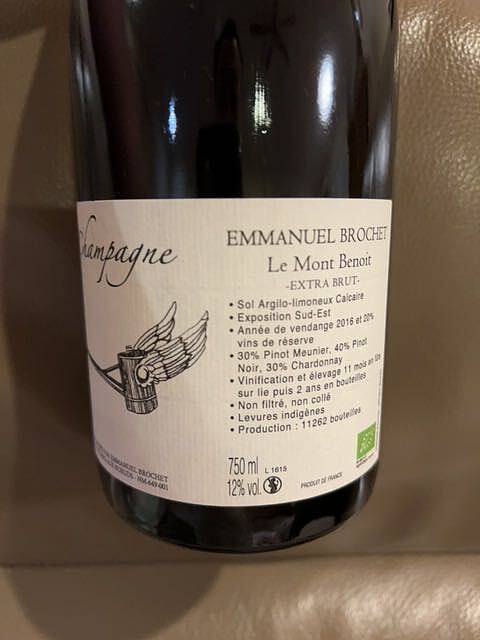 Champagne
EMMANUEL BROCHET
Le Mont Benoit
-EXTRA BRUT-
• Sol Argilo-limoneux Calcaire
• Exposition Sud-Est
• Année de vendange 2016 et 20%
vins de réserve
• 30% Pinot Meunier, 40% Pinot
Noir, 30% Chardonnay
• Vinification et élevage 11 mois en fûts
sur lie puis 2 ans en bouteilles
• Non filtré, non collé
• Levures indigènes
• Production : 11262 bouteilles
EMMANUEL BROCHET
750 ml L 1615
12% vol. PRODUIT DE FRANCE